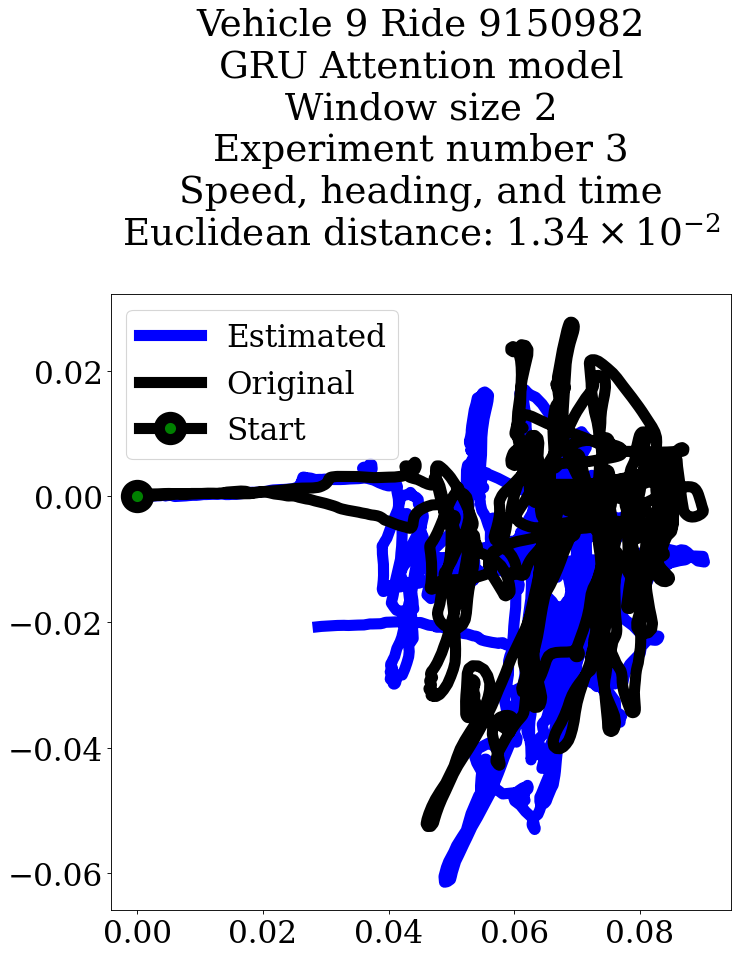 Vehicle 9 Ride 9150982
GRU Attention model
Window size 2
Experiment number 3
Speed, heading, and time
Euclidean distance: 1.34 × 10⁻²
Estimated
Original
Start
0.02
0.00
−0.02
−0.04
−0.06
0.00 0.02 0.04 0.06 0.08